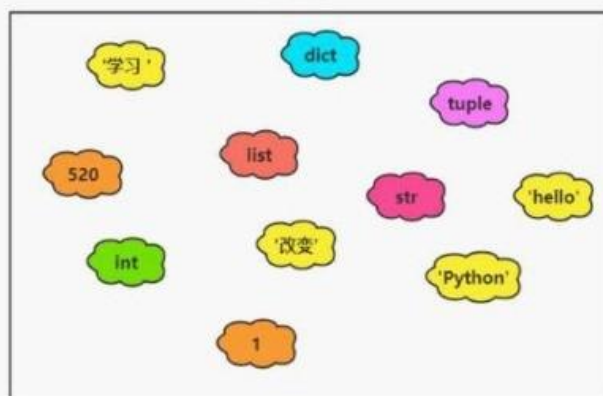 '学习 '
dict
tuple
list
520
str
'hello'
'改变'
int
'Python'
1